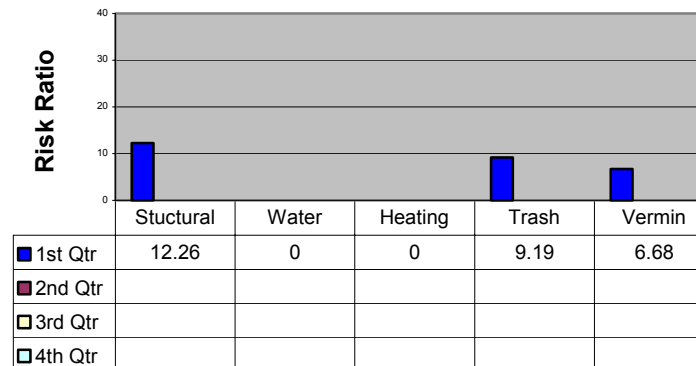 40
30
20
10
0
Risk Ratio
Stuctural Water Heating Trash Vermin
1st Qtr 12.26 0 0 9.19 6.68
2nd Qtr
3rd Qtr
4th Qtr